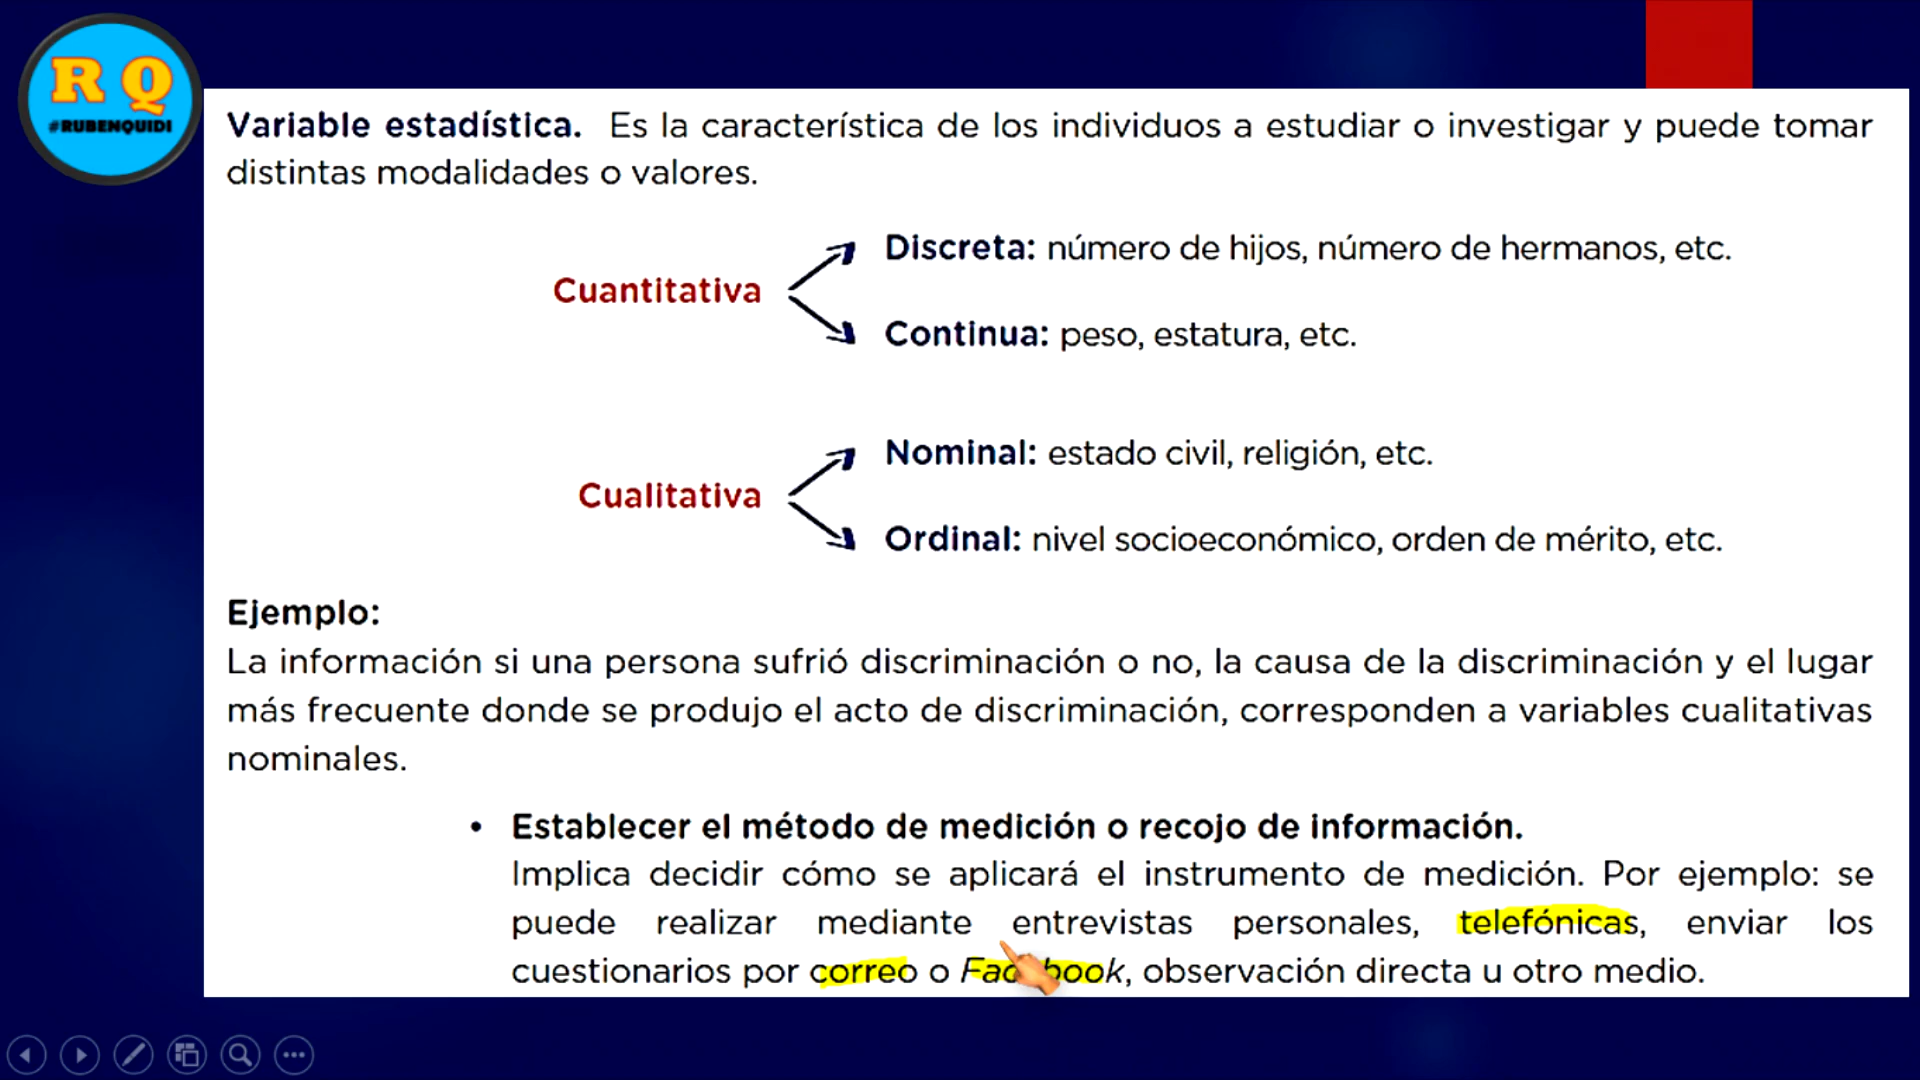 R Q
#RUBENQUIDI
Variable estadística. Es la característica de los individuos a estudiar o investigar y puede tomar
distintas modalidades o valores.
Discreta: número de hijos, número de hermanos, etc.
Cuantitativa
Continua: peso, estatura, etc.
Nominal: estado civil, religión, etc.
Cualitativa
Ordinal: nivel socioeconómico, orden de mérito, etc.
Ejemplo:
La información si una persona sufrió discriminación o no, la causa de la discriminación y el lugar
más frecuente donde se produjo el acto de discriminación, corresponden a variables cualitativas
nominales.
• Establecer el método de medición o recojo de información.
Implica decidir cómo se aplicará el instrumento de medición. Por ejemplo: se
puede realizar mediante entrevistas personales, telefónicas, enviar los
cuestionarios por correo o Facebook, observación directa u otro medio.